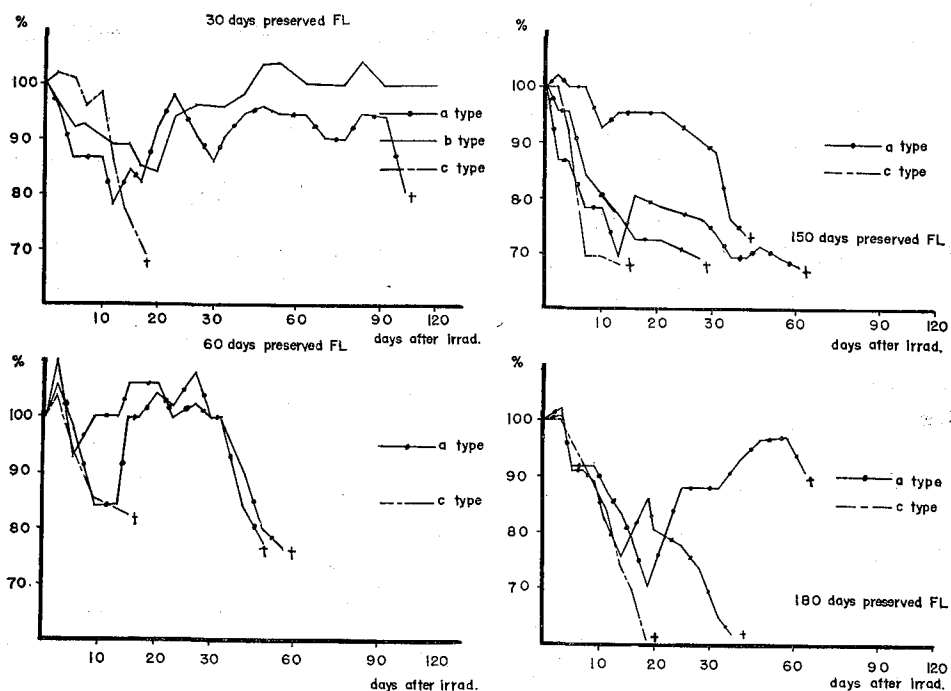 30 days preserved FL
%
100
90
80
70
a type
b type
c type
†
†
10 20 30 60 90 120
days after irrad.
%
100
90
80
70
a type
c type
150 days preserved FL
†
†
†
†
10 20 30 60 90 120
days after irrad.
60 days preserved FL
%
100
90
80
70
a type
c type
†
†
†
10 20 30 60 90 120
days after irrad.
%
100
90
80
70
a type
c type
180 days preserved FL
†
†
†
10 20 30 60 90 120
days after irrad.